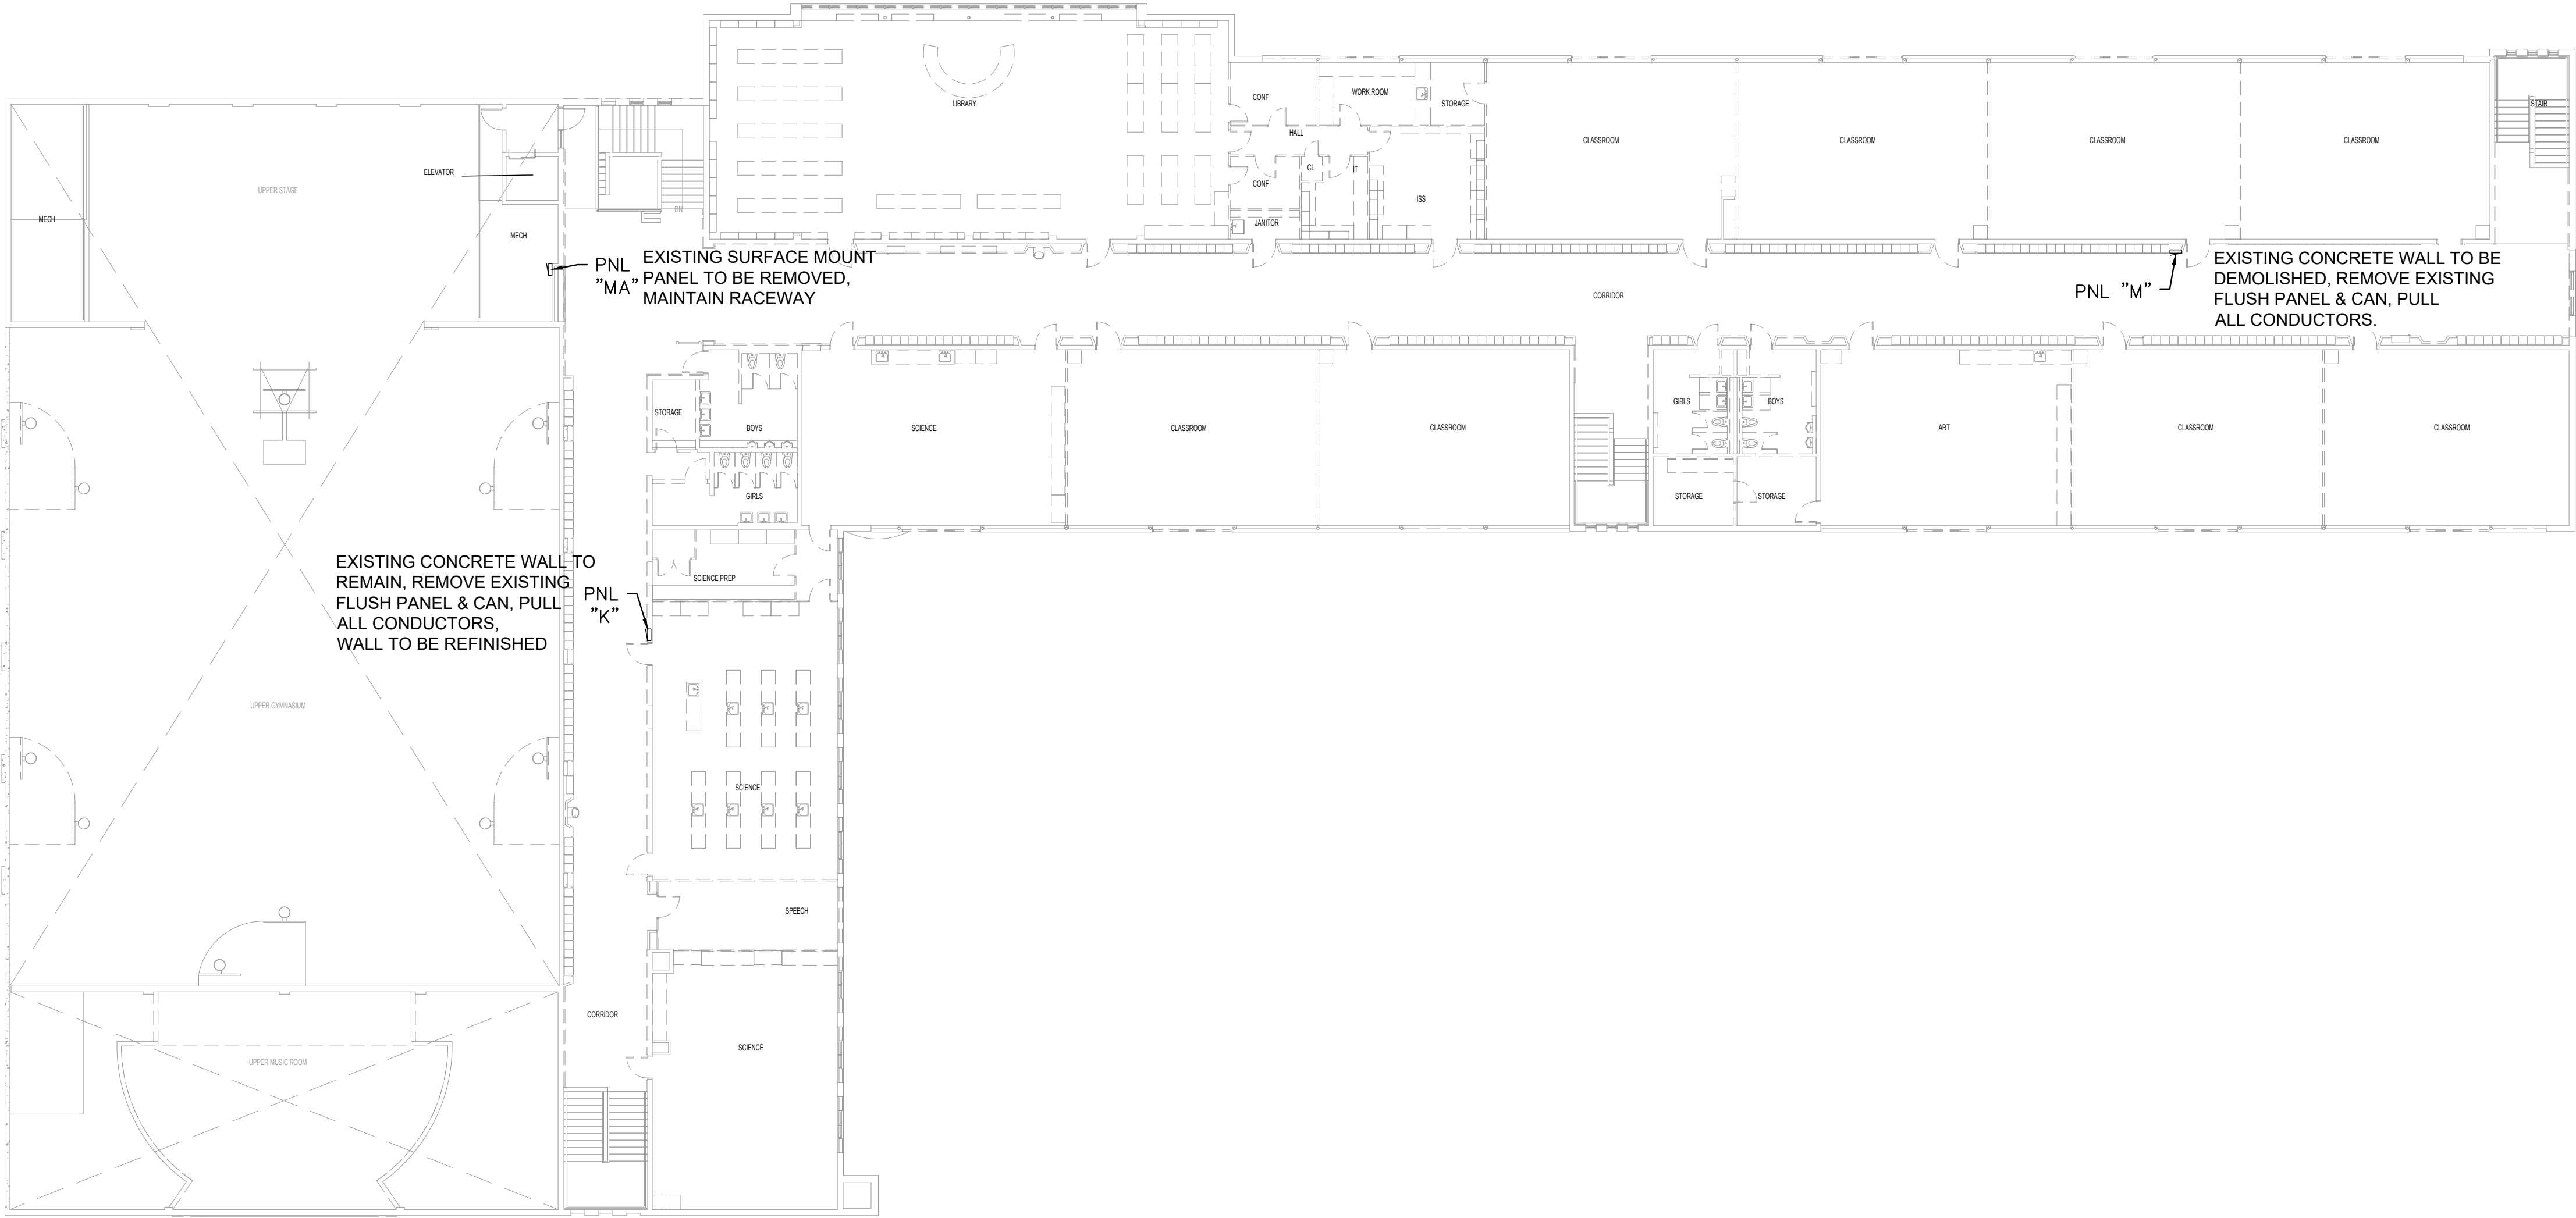 LIBRARY
CONF
WORK ROOM
STORAGE
STAIR
HALL
CLASSROOM
CLASSROOM
CLASSROOM
CLASSROOM
ELEVATOR
CL
IT
UPPER STAGE
CONF
ISS
MECH
DN
JANITOR
MECH
PNL
"MA"
EXISTING SURFACE MOUNT
PANEL TO BE REMOVED,
MAINTAIN RACEWAY
CORRIDOR
PNL "M"
EXISTING CONCRETE WALL TO BE
DEMOLISHED, REMOVE EXISTING
FLUSH PANEL & CAN, PULL
ALL CONDUCTORS.
STORAGE
BOYS
SCIENCE
CLASSROOM
CLASSROOM
GIRLS
BOYS
ART
CLASSROOM
CLASSROOM
GIRLS
STORAGE
STORAGE
EXISTING CONCRETE WALL TO
REMAIN, REMOVE EXISTING
FLUSH PANEL & CAN, PULL
ALL CONDUCTORS,
WALL TO BE REFINISHED
PNL
"K"
SCIENCE PREP
UPPER GYMNASIUM
SCIENCE
SPEECH
CORRIDOR
SCIENCE
UPPER MUSIC ROOM